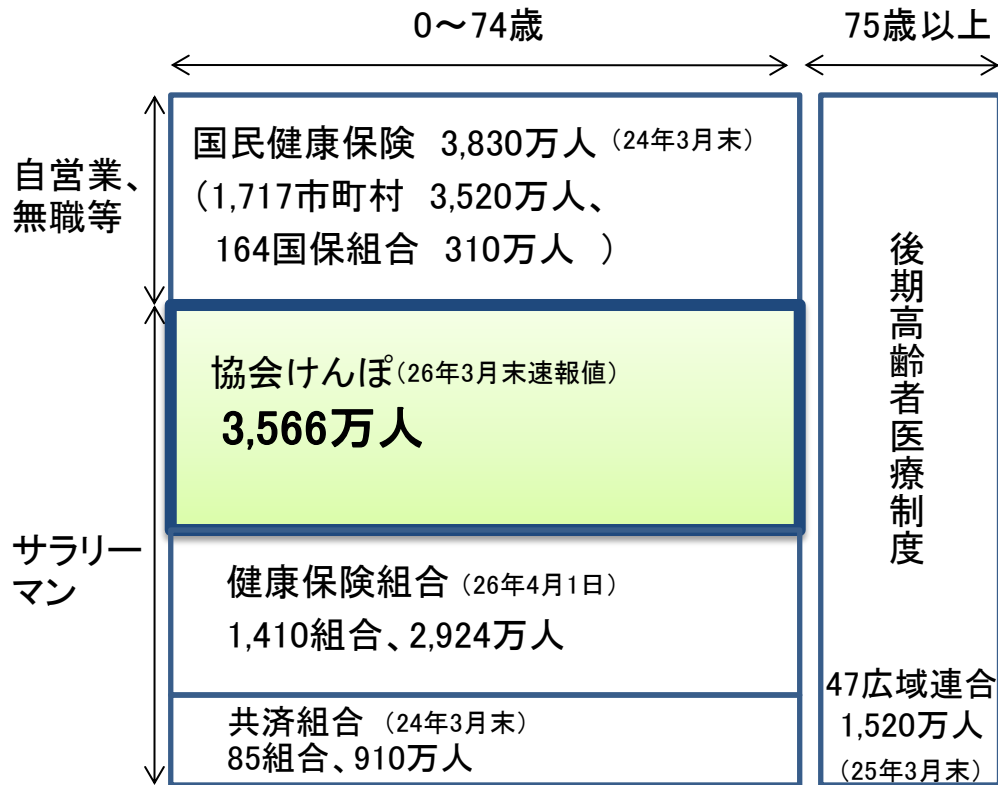 0～74歳
75歳以上
自営業、
無職等
国民健康保険 3,830万人 （24年3月末）
（1,717市町村 3,520万人、
164国保組合 310万人 ）
協会けんぽ（26年3月末速報値）
3,566万人
サラリー
マン
健康保険組合 （26年4月1日）
1,410組合、2,924万人
共済組合 （24年3月末）
85組合、910万人
後期高齢者医療制度
47広域連合
1,520万人
（25年3月末）